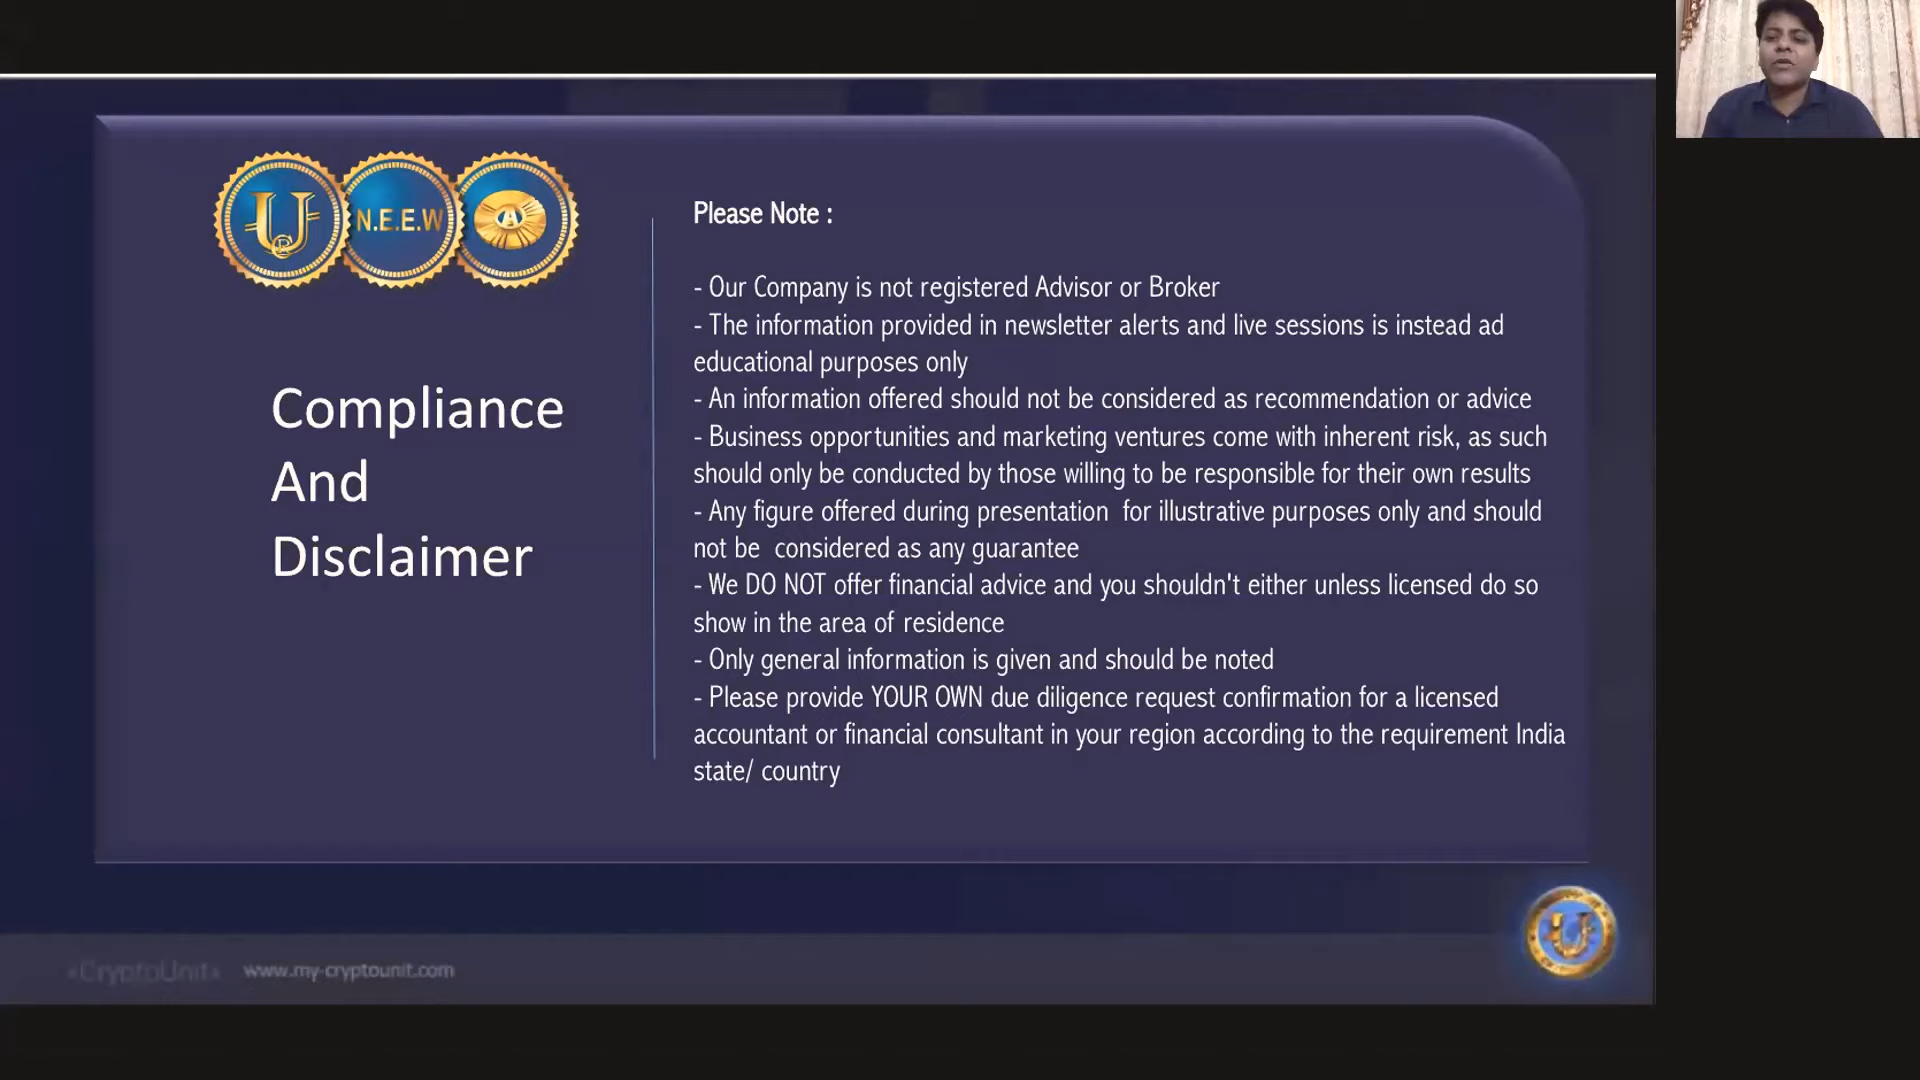 N.E.E.W
Compliance
And
Disclaimer
Please Note :
- Our Company is not registered Advisor or Broker
- The information provided in newsletter alerts and live sessions is instead ad
educational purposes only
- An information offered should not be considered as recommendation or advice
- Business opportunities and marketing ventures come with inherent risk, as such
should only be conducted by those willing to be responsible for their own results
- Any figure offered during presentation  for illustrative purposes only and should
not be  considered as any guarantee
- We DO NOT offer financial advice and you shouldn't either unless licensed do so
show in the area of residence
- Only general information is given and should be noted
- Please provide YOUR OWN due diligence request confirmation for a licensed
accountant or financial consultant in your region according to the requirement India
state/ country
«CryptoUnit» www.my-cryptounit.com